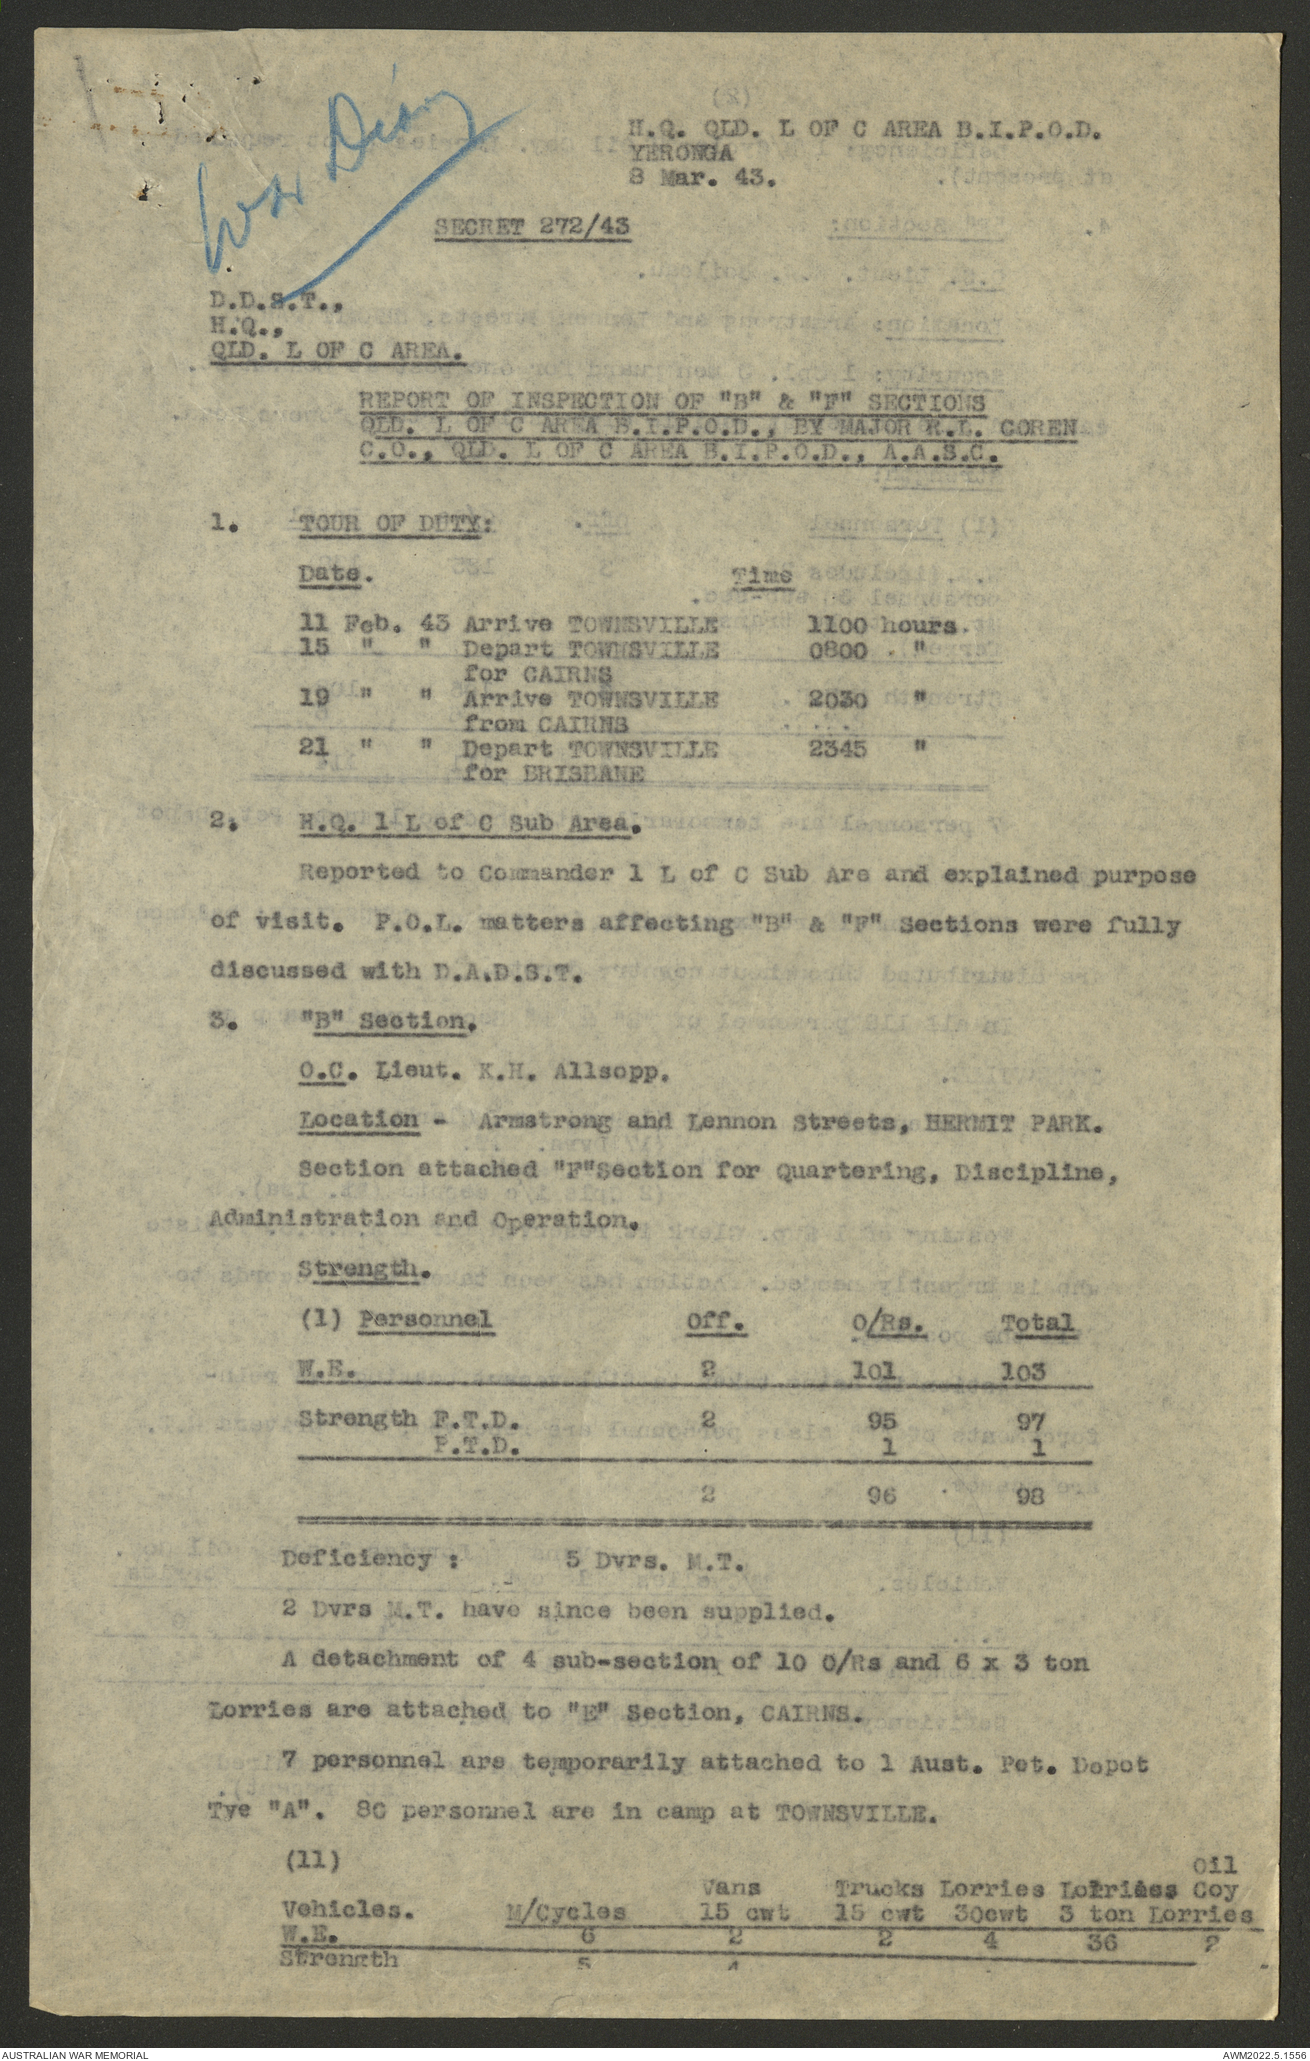 War Diary
H.Q. QLD. L OF C AREA B.I.P.O.D.
YERONGA
8 Mar. 43.
SECRET 272/43
D.D.S.T.,
H.Q.,
QLD. L OF C AREA.
REPORT OF INSPECTION OF "B" & "F" SECTIONS
QLD. L OF C AREA B.I.P.O.D., BY MAJOR R.L. COREN
C.O., QLD. L OF C AREA B.I.P.O.D., A.A.S.C.
1. TOUR OF DUTY:
Date. Time
11 Feb. 43 Arrive TOWNSVILLE 1100 hours.
15 " " Depart TOWNSVILLE 0800 "
for CAIRNS
19 " " Arrive TOWNSVILLE 2030 "
from CAIRNS
21 " " Depart TOWNSVILLE 2345 "
for BRISBANE
2. H.Q. 1 L of C Sub Area.
Reported to Commander 1 L of C Sub Are and explained purpose
of visit. P.O.L. matters affecting "B" & "F" Sections were fully
discussed with D.A.D.S.T.
3. "B" Section.
O.C. Lieut. K.H. Allsopp.
Location - Armstrong and Lennon Streets, HERMIT PARK.
Section attached "F"Section for Quartering, Discipline,
Administration and Operation.
Strength.
(1) Personnel Off. O/Rs. Total
W.E. 2 101 103
Strength F.T.D. 2 95 97
P.T.D. 1 1
2 96 98
Deficiency : 5 Dvrs. M.T.
2 Dvrs M.T. have since been supplied.
A detachment of 4 sub-section of 10 O/Rs and 6 x 3 ton
Lorries are attached to "E" Section, CAIRNS.
7 personnel are temporarily attached to 1 Aust. Pet. Depot
Tye "A". 80 personnel are in camp at TOWNSVILLE.
(11) Oil
Vans Trucks Lorries Lorries Coy
Vehicles. M/Cycles 15 cwt 15 cwt 30cwt 3 ton Lorries
W.E. 6 2 2 4 36 2
Strength 5 4
AUSTRALIAN WAR MEMORIAL AWM2022.5.1556